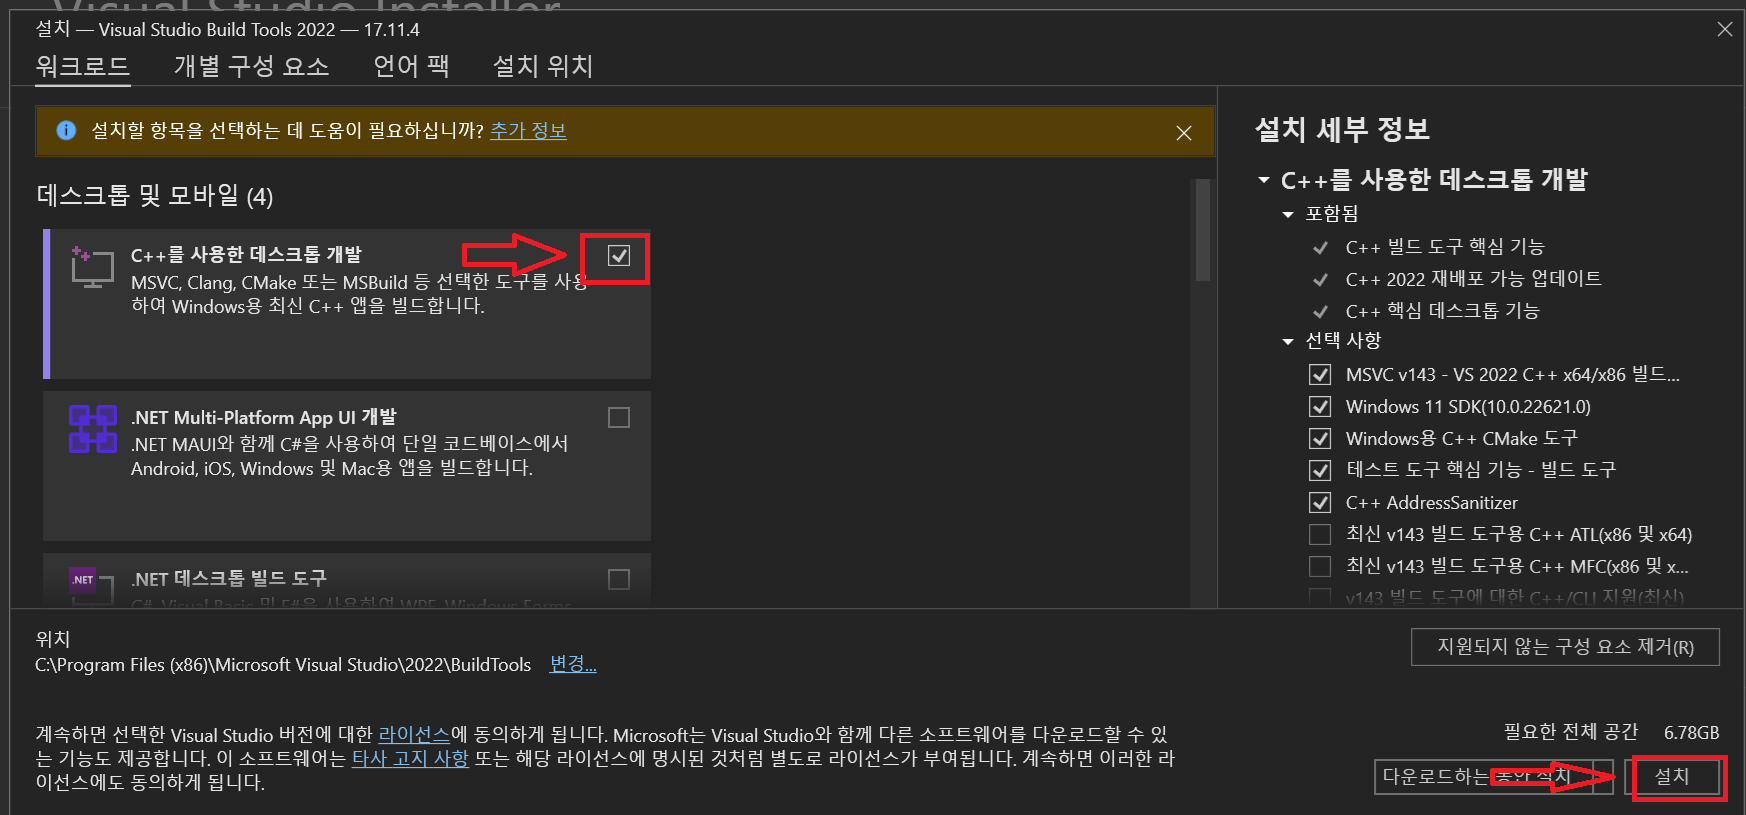 Visual Studio Installer
설치 — Visual Studio Build Tools 2022 — 17.11.4
워크로드 개별 구성 요소 언어 팩 설치 위치
설치할 항목을 선택하는 데 도움이 필요하십니까? 추가 정보
데스크톱 및 모바일 (4)
C++를 사용한 데스크톱 개발
MSVC, Clang, CMake 또는 MSBuild 등 선택한 도구를 사용
하여 Windows용 최신 C++ 앱을 빌드합니다.
.NET Multi-Platform App UI 개발
.NET MAUI와 함께 C#을 사용하여 단일 코드베이스에서
Android, iOS, Windows 및 Mac용 앱을 빌드합니다.
.NET
.NET 데스크톱 빌드 도구
C#, Visual Basic 및 F#을 사용하여 WPF, Windows Forms
설치 세부 정보
C++를 사용한 데스크톱 개발
포함됨
C++ 빌드 도구 핵심 기능
C++ 2022 재배포 가능 업데이트
C++ 핵심 데스크톱 기능
선택 사항
MSVC v143 - VS 2022 C++ x64/x86 빌드...
Windows 11 SDK(10.0.22621.0)
Windows용 C++ CMake 도구
테스트 도구 핵심 기능 - 빌드 도구
C++ AddressSanitizer
최신 v143 빌드 도구용 C++ ATL(x86 및 x64)
최신 v143 빌드 도구용 C++ MFC(x86 및 x...
v143 빌드 도구에 대한 C++/CLI 지원(최신)
위치
C:\Program Files (x86)\Microsoft Visual Studio\2022\BuildTools 변경...
지원되지 않는 구성 요소 제거(R)
계속하면 선택한 Visual Studio 버전에 대한 라이선스에 동의하게 됩니다. Microsoft는 Visual Studio와 함께 다른 소프트웨어를 다운로드할 수 있
는 기능도 제공합니다. 이 소프트웨어는 타사 고지 사항 또는 해당 라이선스에 명시된 것처럼 별도로 라이선스가 부여됩니다. 계속하면 이러한 라
이선스에도 동의하게 됩니다.
필요한 전체 공간 6.78GB
다운로드하는 동안 설치 설치